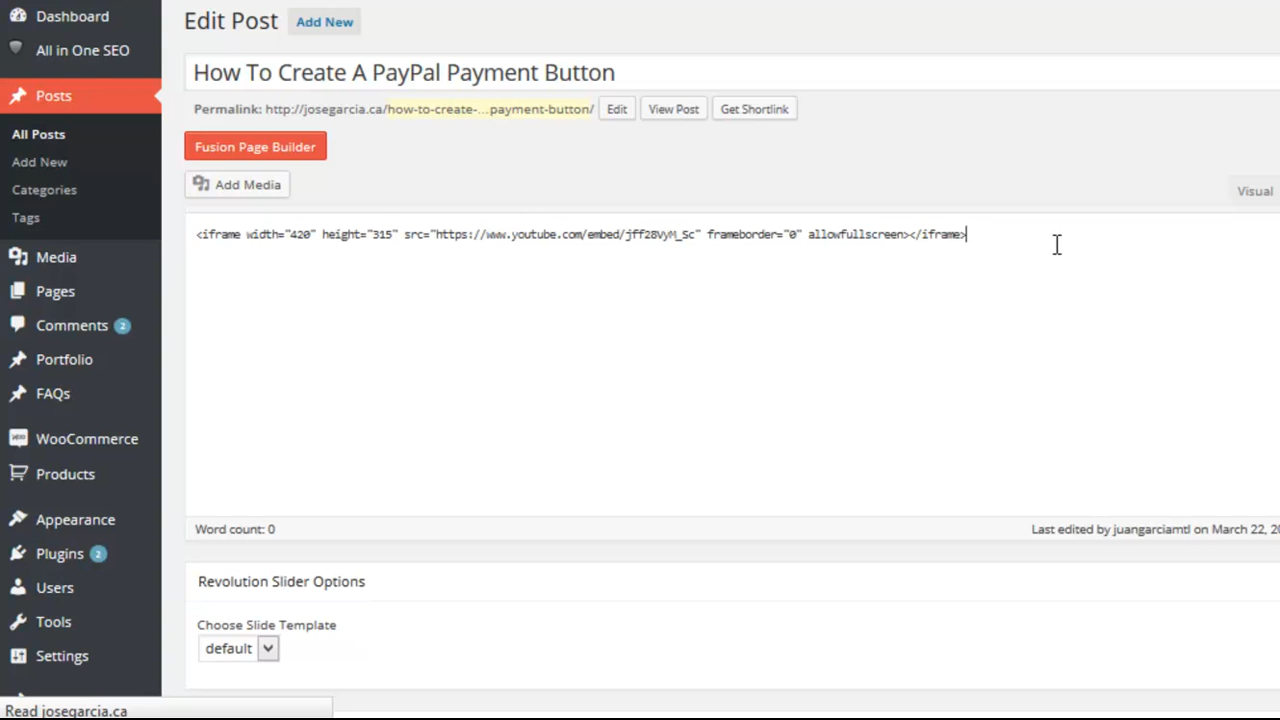 Dashboard
All in One SEO
Posts
All Posts
Add New
Categories
Tags
Media
Pages
Comments 2
Portfolio
FAQs
WooCommerce
Products
Appearance
Plugins 2
Users
Tools
Settings
Read josegarcia.ca
Edit Post Add New
How To Create A PayPal Payment Button
Permalink: http://josegarcia.ca/how-to-create-...payment-button/ Edit View Post Get Shortlink
Fusion Page Builder
Add Media
Visual
<iframe width="420" height="315" src="https://www.youtube.com/embed/jff28VyM_Sc" frameborder="0" allowfullscreen></iframe>
Word count: 0
Last edited by juangarciamtl on March 22, 20
Revolution Slider Options
Choose Slide Template
default